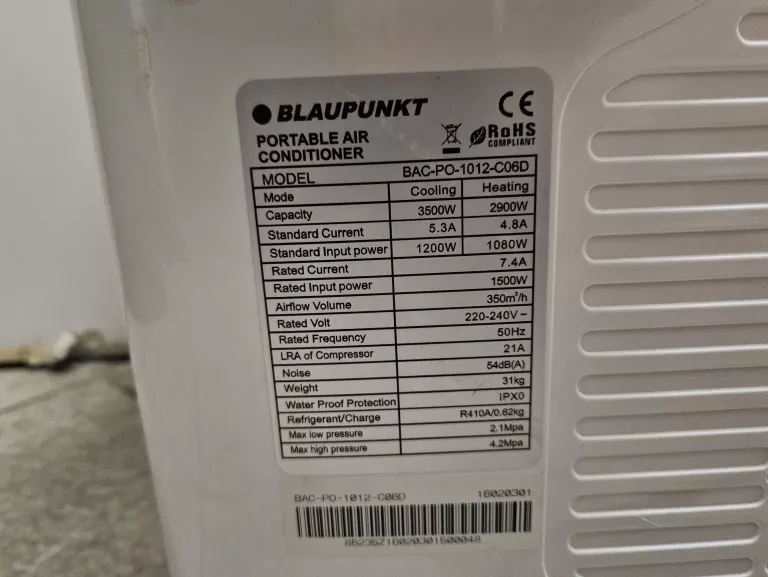 BLAUPUNKT CE
PORTABLE AIR RoHS
CONDITIONER COMPLIANT
MODEL BAC-PO-1012-C06D
Mode Cooling Heating
Capacity 3500W 2900W
Standard Current 5.3A 4.8A
Standard Input power 1200W 1080W
Rated Current 7.4A
Rated Input power 1500W
Airflow Volume 350m³/h
Rated Volt 220-240V~
Rated Frequency 50Hz
LRA of Compressor 21A
Noise 54dB(A)
Weight 31kg
Water Proof Protection IPX0
Refrigerant/Charge R410A/0.62kg
Max low pressure 2.1Mpa
Max high pressure 4.2Mpa
BAC-PO-1012-C06D 16020301
85235Z16020301500048